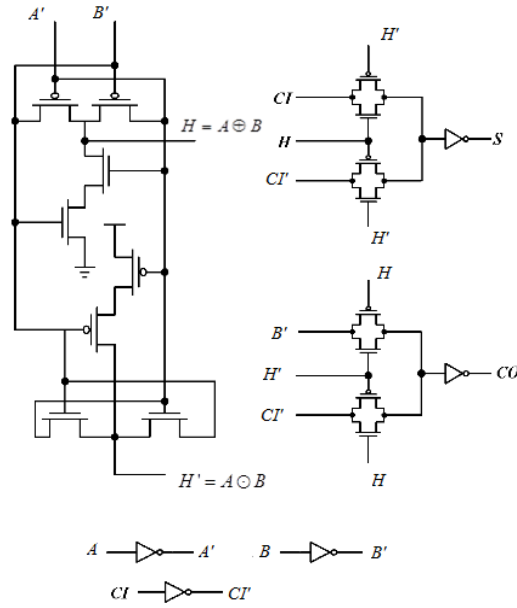 A' B'
H = A ⊕ B
H' = A ⊙ B
H'
CI
H
S
CI'
H'
H
B'
H'
CO
CI'
H
A A' B B'
CI CI'